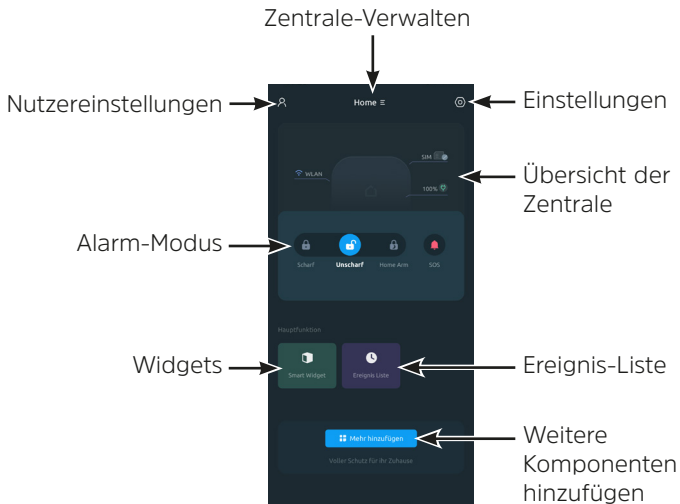 Zentrale-Verwalten
Nutzereinstellungen
Home
Einstellungen
SIM
WLAN
100%
Übersicht der
Zentrale
Alarm-Modus
Scharf
Unscharf
Home Arm
SOS
Hauptfunktion
Widgets
Smart Widget
Ereignis Liste
Ereignis-Liste
Mehr hinzufügen
Voller Schutz für Ihr Zuhause
Weitere
Komponenten
hinzufügen